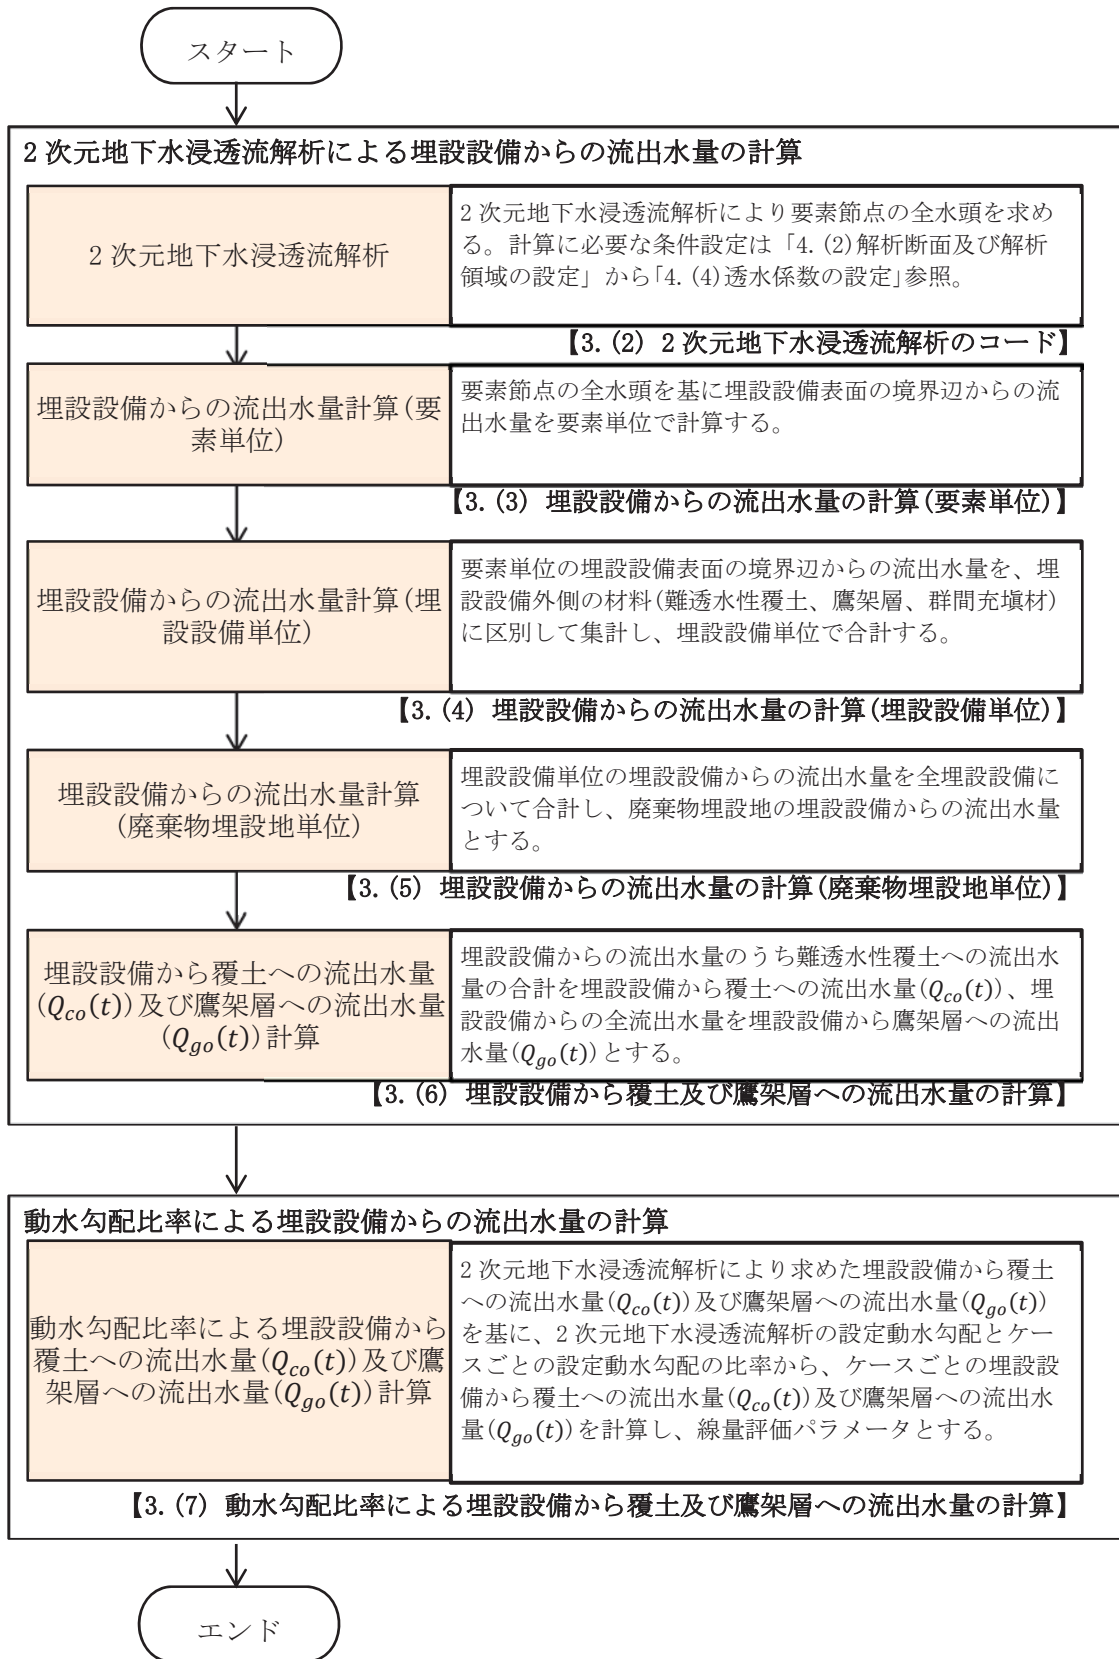 スタート
2次元地下水浸透流解析による埋設設備からの流出水量の計算
2次元地下水浸透流解析
2次元地下水浸透流解析により要素節点の全水頭を求め
る。計算に必要な条件設定は「4.(2)解析断面及び解析
領域の設定」から「4.(4)透水係数の設定」参照。
【3.(2) 2次元地下水浸透流解析のコード】
埋設設備からの流出水量計算(要
素単位)
要素節点の全水頭を基に埋設設備表面の境界辺からの流
出水量を要素単位で計算する。
【3.(3) 埋設設備からの流出水量の計算(要素単位)】
埋設設備からの流出水量計算(埋
設設備単位)
要素単位の埋設設備表面の境界辺からの流出水量を、埋
設設備外側の材料(難透水性覆土、鷹架層、群間充塡材)
に区別して集計し、埋設設備単位で合計する。
【3.(4) 埋設設備からの流出水量の計算(埋設設備単位)】
埋設設備からの流出水量計算
(廃棄物埋設地単位)
埋設設備単位の埋設設備からの流出水量を全埋設設備に
ついて合計し、廃棄物埋設地の埋設設備からの流出水量
とする。
【3.(5) 埋設設備からの流出水量の計算(廃棄物埋設地単位)】
埋設設備から覆土への流出水量
(Q_{co}(t))及び鷹架層への流出水量
(Q_{go}(t))計算
埋設設備からの流出水量のうち難透水性覆土への流出水
量の合計を埋設設備から覆土への流出水量(Q_{co}(t))、埋
設設備からの全流出水量を埋設設備から鷹架層への流出
水量(Q_{go}(t))とする。
【3.(6) 埋設設備から覆土及び鷹架層への流出水量の計算】
動水勾配比率による埋設設備からの流出水量の計算
動水勾配比率による埋設設備から
覆土への流出水量(Q_{co}(t))及び鷹
架層への流出水量(Q_{go}(t))計算
2次元地下水浸透流解析により求めた埋設設備から覆土
への流出水量(Q_{co}(t))及び鷹架層への流出水量(Q_{go}(t))
を基に、2次元地下水浸透流解析の設定動水勾配とケー
スごとの設定動水勾配の比率から、ケースごとの埋設設
備から覆土への流出水量(Q_{co}(t))及び鷹架層への流出水
量(Q_{go}(t))を計算し、線量評価パラメータとする。
【3.(7) 動水勾配比率による埋設設備から覆土及び鷹架層への流出水量の計算】
エンド